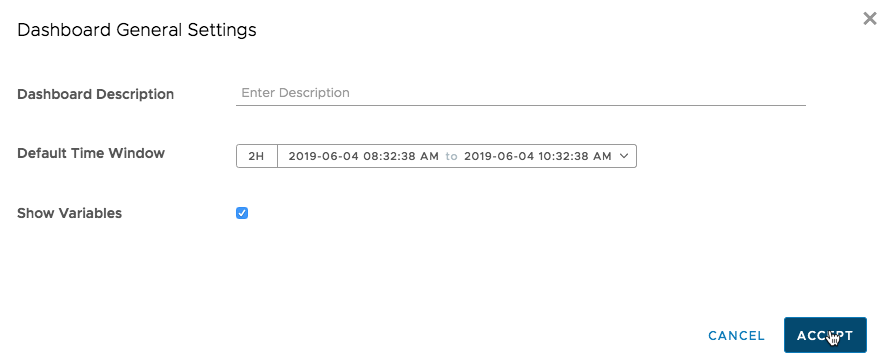 Dashboard General Settings
Dashboard Description Enter Description
Default Time Window 2H 2019-06-04 08:32:38 AM to 2019-06-04 10:32:38 AM
Show Variables
CANCEL ACCEPT